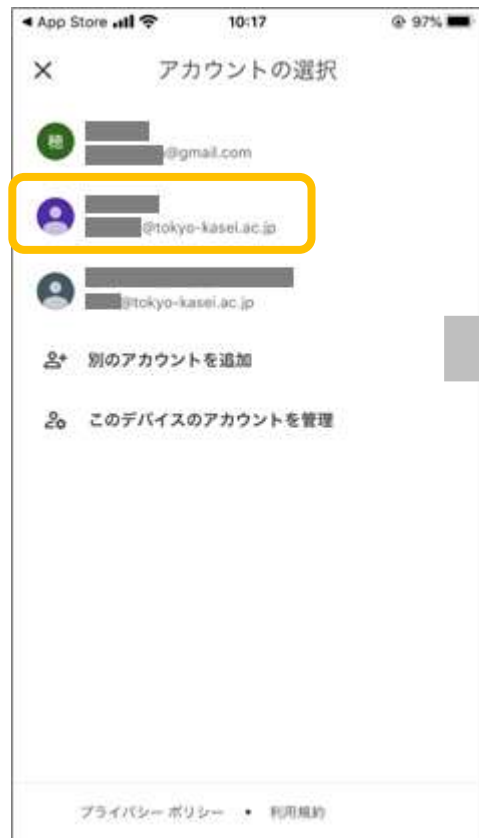 App Store 10:17 97%
アカウントの選択
穂
@gmail.com
@tokyo-kasei.ac.jp
@tokyo-kasei.ac.jp
別のアカウントを追加
このデバイスのアカウントを管理
プライバシー ポリシー • 利用規約